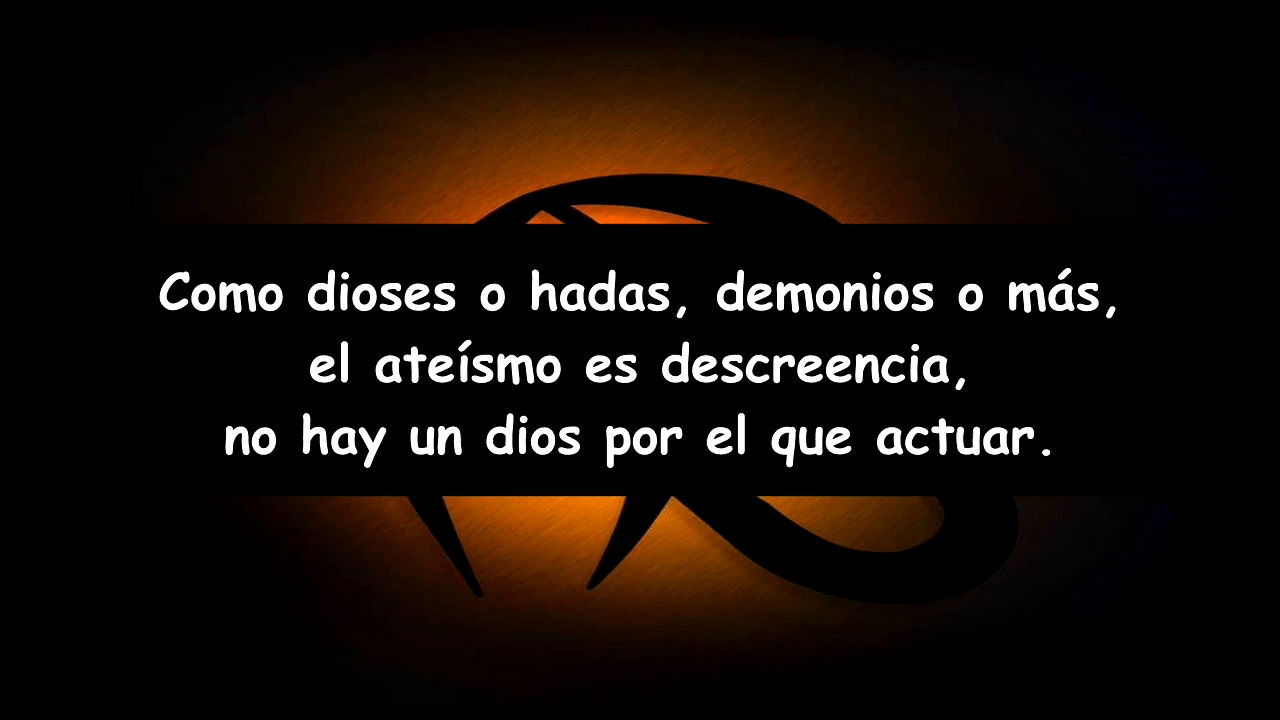 Como dioses o hadas, demonios o más,
el ateísmo es descreencia,
no hay un dios por el que actuar.